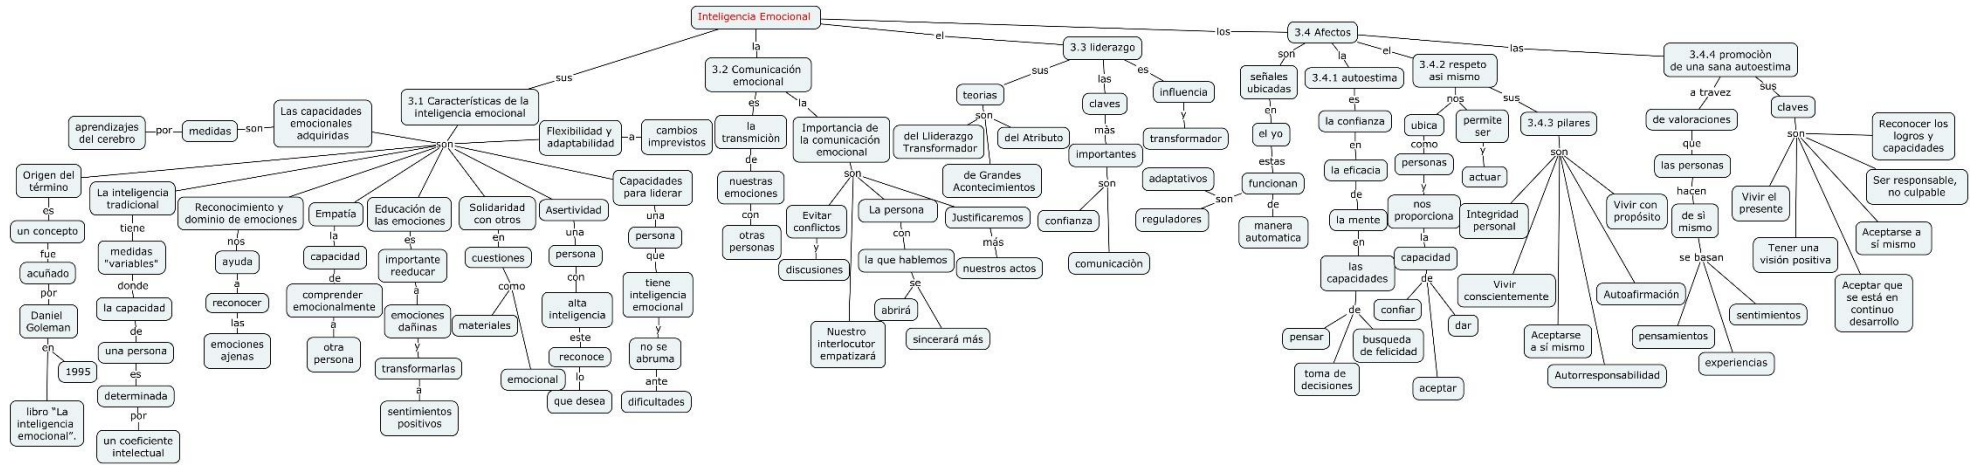 Inteligencia Emocional
sus
la
el
los
3.1 Características de la
inteligencia emocional
son
Las capacidades
emocionales
adquiridas
son
medidas
por
aprendizajes
del cerebro
Flexibilidad y
adaptabilidad
a
cambios
imprevistos
Origen del
término
es
un concepto
fue
acuñado
por
Daniel
Goleman
en
1995
libro "La
inteligencia
emocional".
La inteligencia
tradicional
tiene
medidas
"variables"
donde
la capacidad
de
una persona
es
determinada
por
un coeficiente
intelectual
Reconocimiento y
dominio de emociones
nos
ayuda
a
reconocer
las
emociones
ajenas
Empatía
la
capacidad
de
comprender
emocionalmente
a
otra
persona
Educación de
las emociones
es
importante
reeducar
a
emociones
dañinas
y
transformarlas
a
sentimientos
positivos
Solidaridad
con otros
en
cuestiones
como
materiales
emocional
Asertividad
una
persona
con
alta
inteligencia
este
reconoce
lo
que desea
Capacidades
para liderar
una
persona
que
tiene
inteligencia
emocional
y
no se
abruma
ante
dificultades
3.2 Comunicación
emocional
es
la
transmiciòn
de
nuestras
emociones
con
otras
personas
la
Importancia de
la comunicación
emocional
son
Evitar
conflictos
y
discusiones
Nuestro
interlocutor
empatizará
La persona
con
la que hablemos
se
abrirá
sincerará más
Justificaremos
más
nuestros actos
3.3 liderazgo
sus
teorias
son
del Lliderazgo
Transformador
de Grandes
Acontecimientos
del Atributo
las
claves
màs
importantes
son
confianza
comunicaciòn
es
influencia
y
transformador
3.4 Afectos
son
señales
ubicadas
en
el yo
estas
funcionan
son
adaptativos
reguladores
de
manera
automatica
la
3.4.1 autoestima
es
la confianza
en
la eficacia
de
la mente
en
las
capacidades
de
pensar
toma de
decisiones
busqueda
de felicidad
el
3.4.2 respeto
asi mismo
nos
ubica
como
personas
y
nos
proporciona
la
capacidad
de
confiar
aceptar
dar
permite
ser
y
actuar
sus
3.4.3 pilares
son
Integridad
personal
Vivir
conscientemente
Aceptarse
a sí mismo
Autorresponsabilidad
Autoafirmación
Vivir con
propósito
las
3.4.4 promociòn
de una sana autoestima
a travez
de valoraciones
que
las personas
hacen
de sì
mismo
se basan
pensamientos
experiencias
sentimientos
sus
claves
son
Vivir el
presente
Tener una
visión positiva
Aceptar que
se está en
continuo
desarrollo
Aceptarse a
sí mismo
Ser responsable,
no culpable
Reconocer los
logros y
capacidades